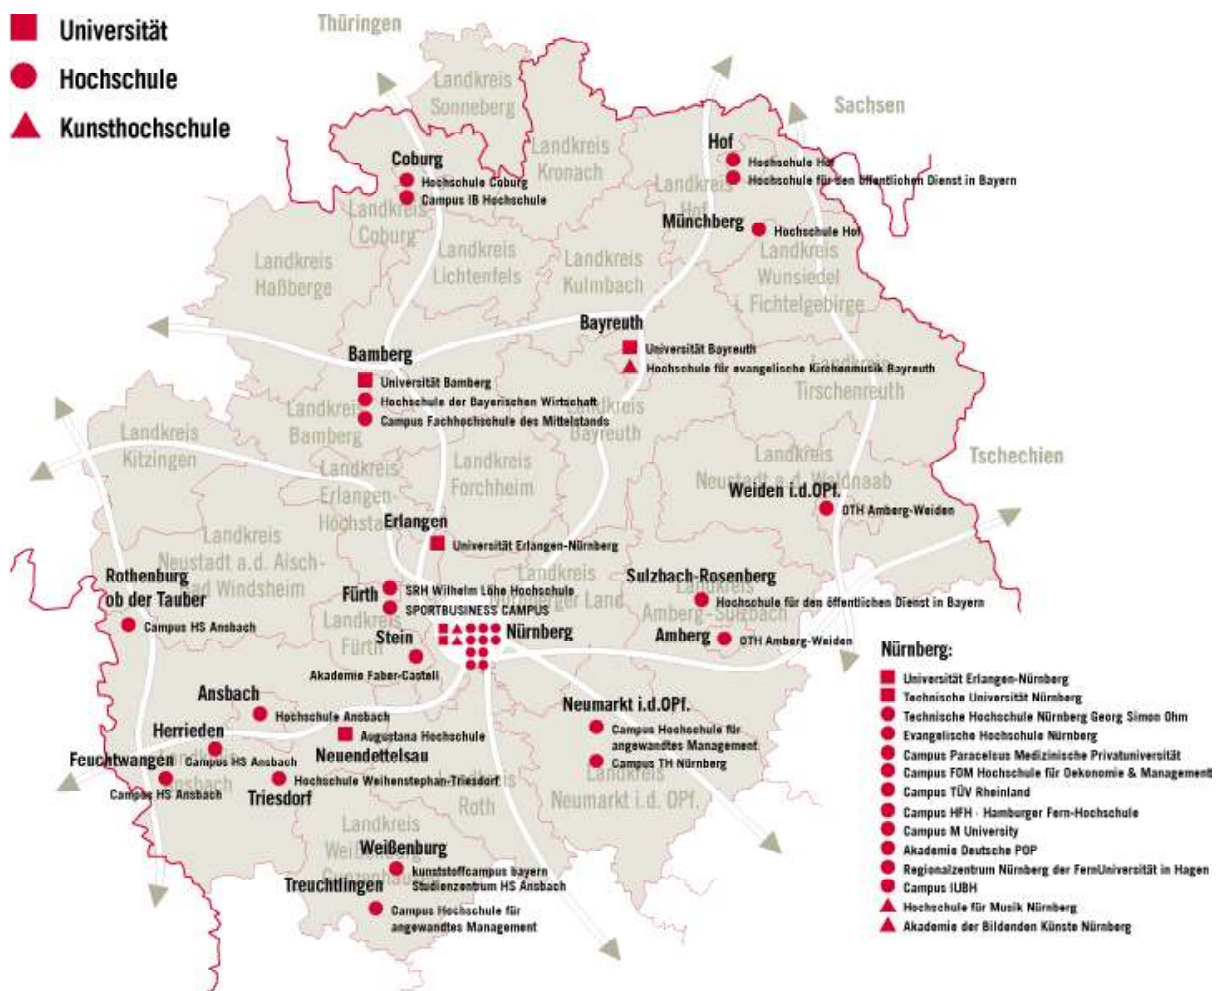 Universität
Hochschule
Kunsthochschule
Thüringen
Landkreis
Sonneberg
Sachsen
Landkreis
Kronach
Hof
Hochschule Hof
Hochschule für den öffentlichen Dienst in Bayern
Landkreis
Hof
Coburg
Hochschule Coburg
Campus IB Hochschule
Landkreis
Coburg
Münchberg
Hochschule Hof
Landkreis
Wunsiedel
i. Fichtelgebirge
Landkreis
Haßberge
Landkreis
Lichtenfels
Landkreis
Kulmbach
Bayreuth
Universität Bayreuth
Hochschule für evangelische Kirchenmusik Bayreuth
Landkreis
Tirschenreuth
Bamberg
Universität Bamberg
Hochschule der Bayerischen Wirtschaft
Campus Fachhochschule des Mittelstands
Landkreis
Bamberg
Landkreis
Bayreuth
Landkreis
Kitzingen
Landkreis
Erlangen-
Höchstadt
Landkreis
Forchheim
Landkreis
Neustadt a.d. Waldnaab
Tschechien
Weiden i.d.OPf.
OTH Amberg-Weiden
Erlangen
Universität Erlangen-Nürnberg
Landkreis
Neustadt a.d. Aisch-
Bad Windsheim
Rothenburg
ob der Tauber
Campus HS Ansbach
Fürth
SRH Wilhelm Löhe Hochschule
SPORTBUSINESS CAMPUS
Landkreis
Nürnberger Land
Sulzbach-Rosenberg
Hochschule für den öffentlichen Dienst in Bayern
Landkreis
Amberg-Sulzbach
Landkreis
Fürth
Stein
Akademie Faber-Castell
Nürnberg
Amberg
OTH Amberg-Weiden
Ansbach
Hochschule Ansbach
Herrieden
Campus HS Ansbach
Augustana Hochschule
Neuendettelsau
Feuchtwangen
Campus HS Ansbach
Landkreis
Ansbach
Hochschule Weihenstephan-Triesdorf
Triesdorf
Landkreis
Roth
Neumarkt i.d.OPf.
Campus Hochschule für
angewandtes Management
Campus TH Nürnberg
Landkreis
Neumarkt i.d. OPf.
Landkreis
Weißenburg
Gunzenhausen
Weißenburg
kunststoffcampus bayern
Studienzentrum HS Ansbach
Treuchtlingen
Campus Hochschule für
angewandtes Management
Nürnberg:
Universität Erlangen-Nürnberg
Technische Universität Nürnberg
Technische Hochschule Nürnberg Georg Simon Ohm
Evangelische Hochschule Nürnberg
Campus Paracelsus Medizinische Privatuniversität
Campus FOM Hochschule für Oekonomie & Management
Campus TÜV Rheinland
Campus HFH · Hamburger Fern-Hochschule
Campus M University
Akademie Deutsche POP
Regionalzentrum Nürnberg der FernUniversität in Hagen
Campus IUBH
Hochschule für Musik Nürnberg
Akademie der Bildenden Künste Nürnberg